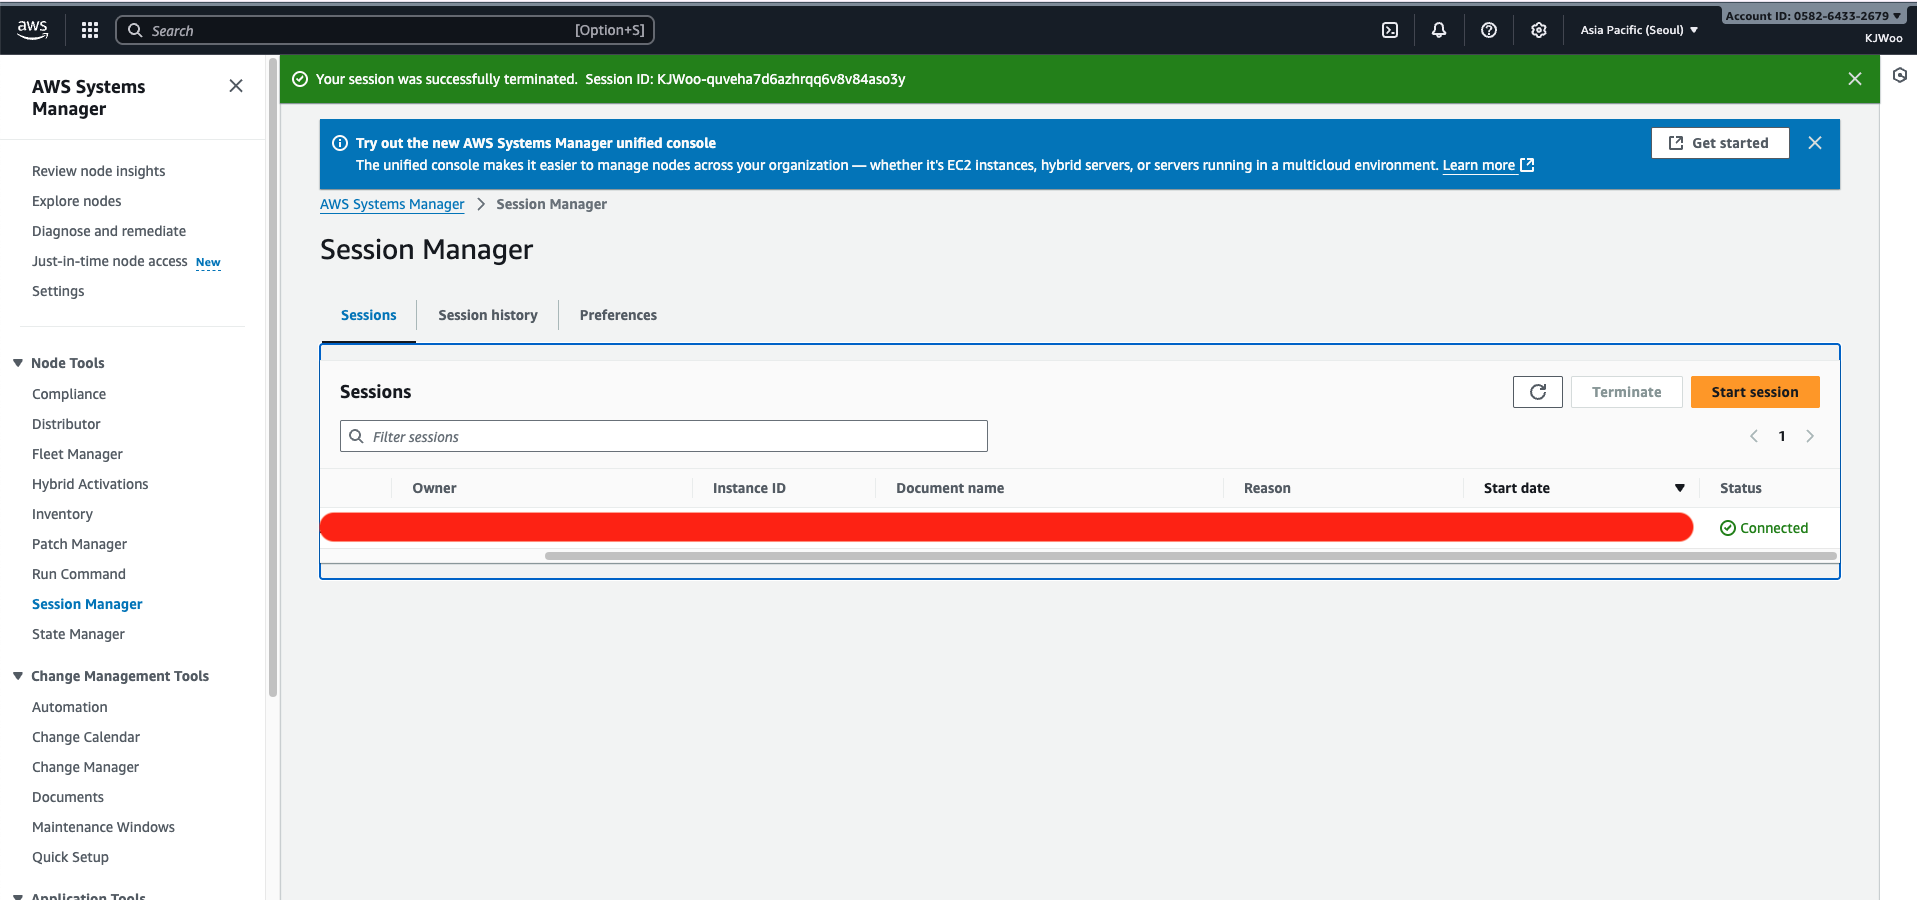 aws
Search [Option+S]
Asia Pacific (Seoul) ▼
Account ID: 0582-6433-2679 ▼
KJWoo
AWS Systems
Manager
Review node insights
Explore nodes
Diagnose and remediate
Just-in-time node access New
Settings
Node Tools
Compliance
Distributor
Fleet Manager
Hybrid Activations
Inventory
Patch Manager
Run Command
Session Manager
State Manager
Change Management Tools
Automation
Change Calendar
Change Manager
Documents
Maintenance Windows
Quick Setup
Application Tools
Your session was successfully terminated. Session ID: KJWoo-quveha7d6azhrqq6v8v84aso3y
Try out the new AWS Systems Manager unified console
The unified console makes it easier to manage nodes across your organization — whether it's EC2 instances, hybrid servers, or servers running in a multicloud environment. Learn more
Get started
AWS Systems Manager > Session Manager
Session Manager
Sessions Session history Preferences
Sessions
Terminate Start session
Filter sessions
1
Owner Instance ID Document name Reason Start date Status
Connected